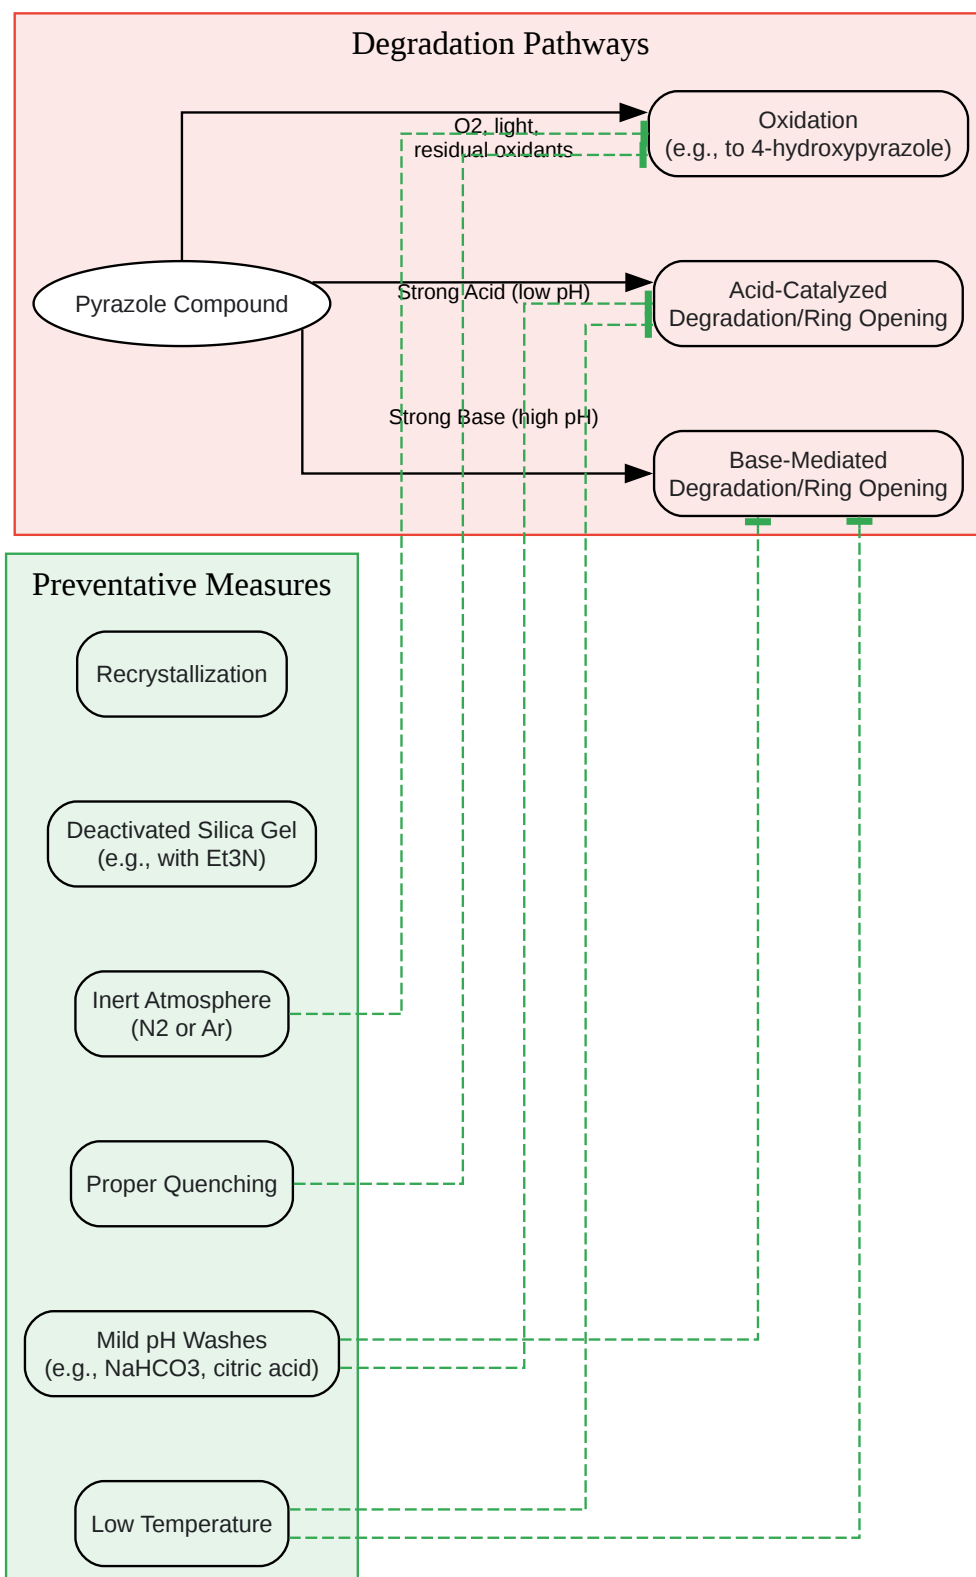 Degradation Pathways
O2, light,
residual oxidants
Oxidation
(e.g., to 4-hydroxypyrazole)
Pyrazole Compound
Strong Acid (low pH)
Acid-Catalyzed
Degradation/Ring Opening
Strong Base (high pH)
Base-Mediated
Degradation/Ring Opening
Preventative Measures
Recrystallization
Deactivated Silica Gel
(e.g., with Et3N)
Inert Atmosphere
(N2 or Ar)
Proper Quenching
Mild pH Washes
(e.g., NaHCO3, citric acid)
Low Temperature